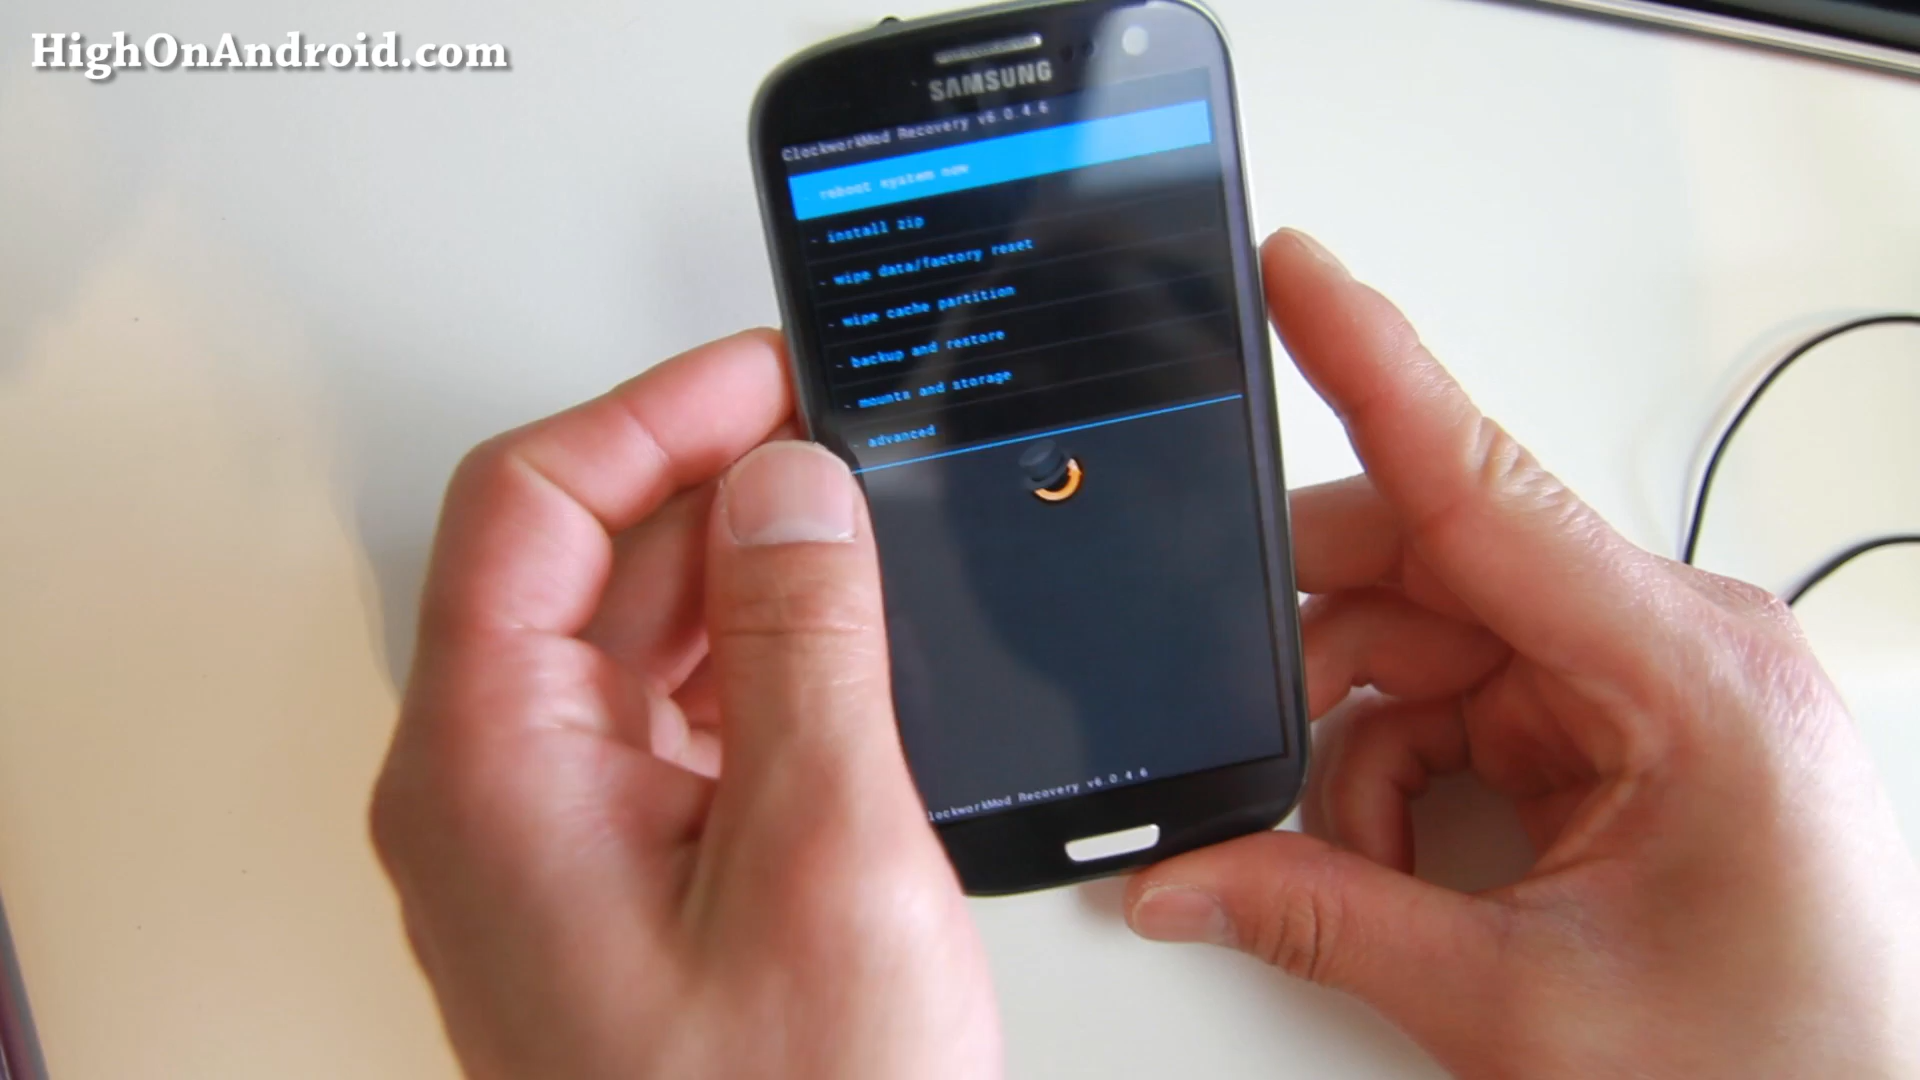 HighOnAndroid.com
SAMSUNG
ClockworkMod Recovery v6.0.4.6
reboot system now
- install zip
- wipe data/factory reset
- wipe cache partition
- backup and restore
- mounts and storage
- advanced
lockworkMod Recovery v6.0.4.6